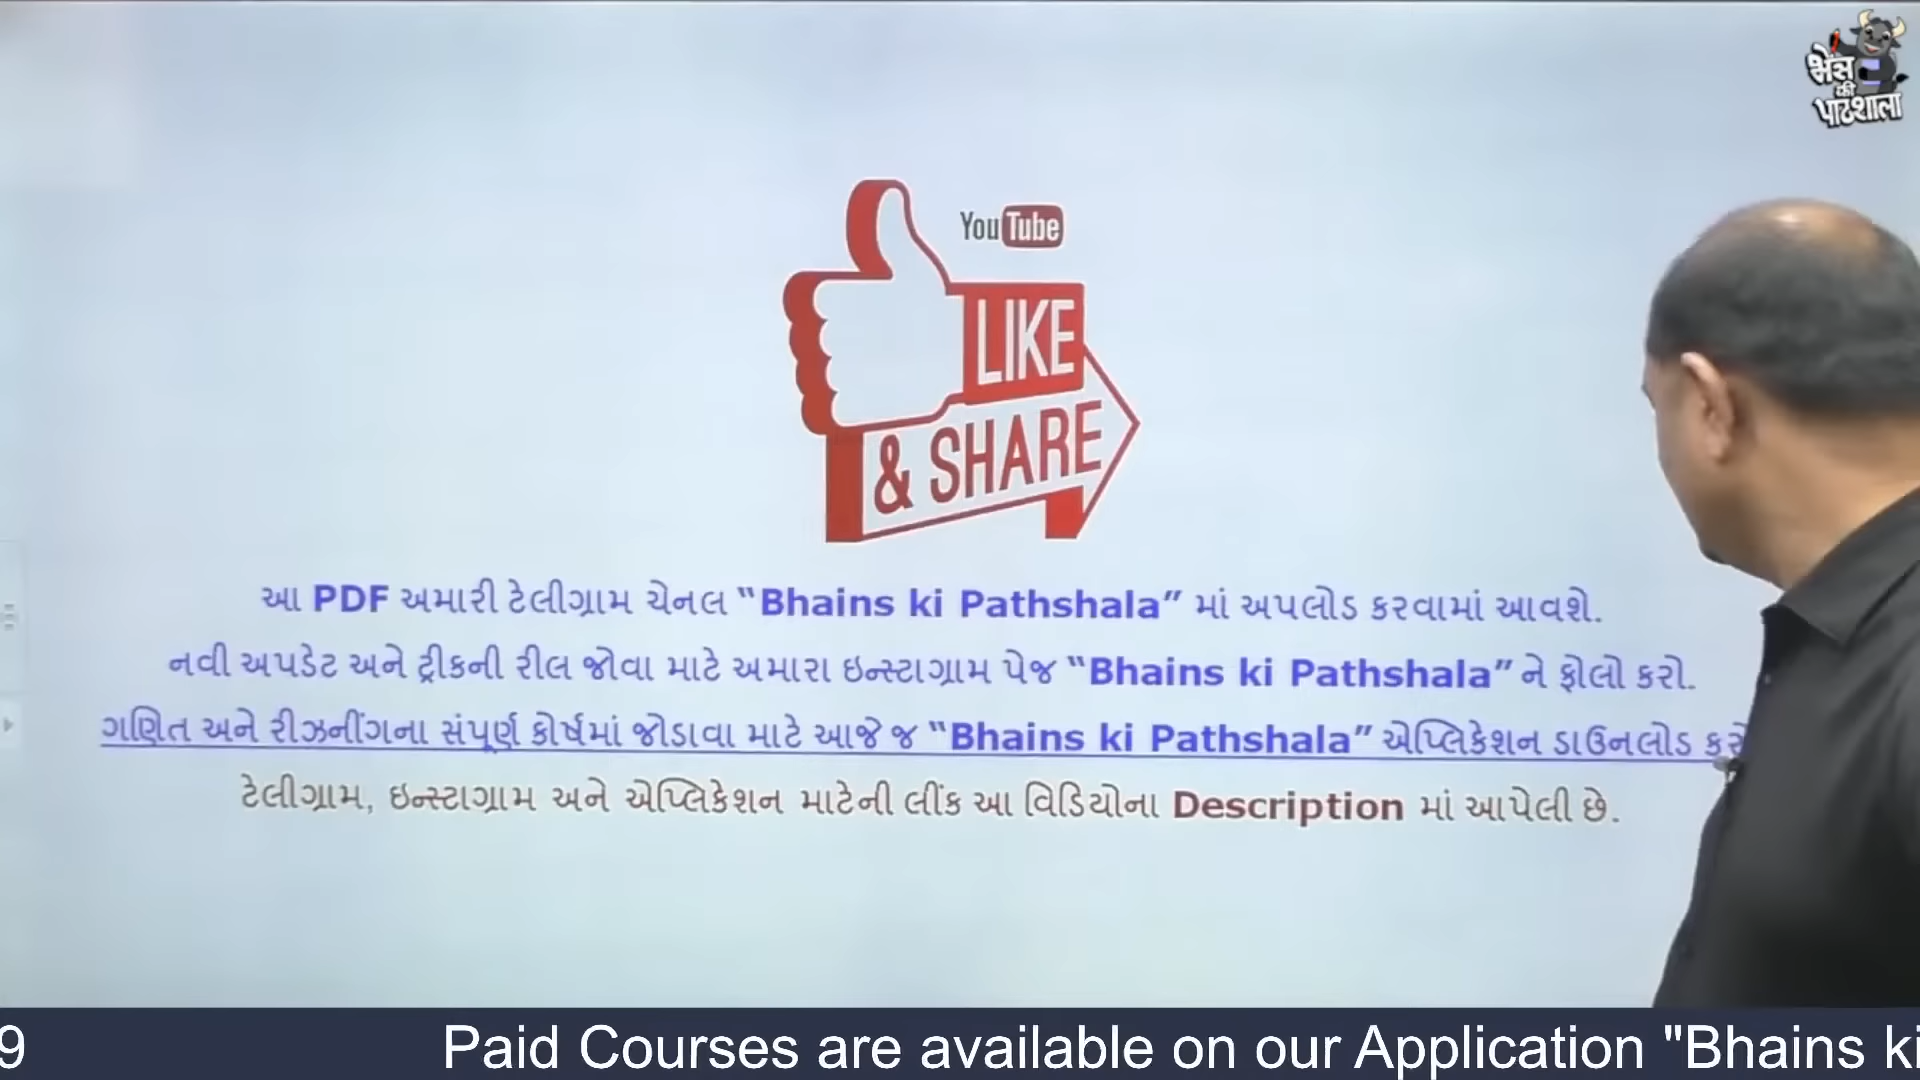 भैंस
की
पाठशाला
YouTube
LIKE
& SHARE
આ PDF અમારી ટેલીગ્રામ ચેનલ “Bhains ki Pathshala” માં અપલોડ કરવામાં આવશે.
નવી અપડેટ અને ટ્રીકની રીલ જોવા માટે અમારા ઇન્સ્ટાગ્રામ પેજ “Bhains ki Pathshala” ને ફોલો કરો.
ગણિત અને રીઝનીંગના સંપૂર્ણ કોર્ષમાં જોડાવા માટે આજે જ “Bhains ki Pathshala” એપ્લિકેશન ડાઉનલોડ
ટેલીગ્રામ, ઇન્સ્ટાગ્રામ અને એપ્લિકેશન માટેની લીંક આ વિડિયોના Description માં આપેલી છે.
9 Paid Courses are available on our Application "Bhains ki